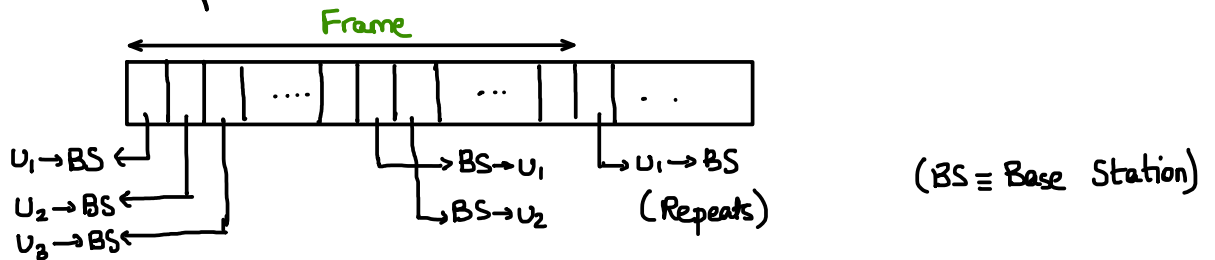 Frame
.... ... . .
U₁→BS BS→U₁ U₁→BS (BS ≡ Base Station)
U₂→BS BS→U₂ (Repeats)
U₃→BS